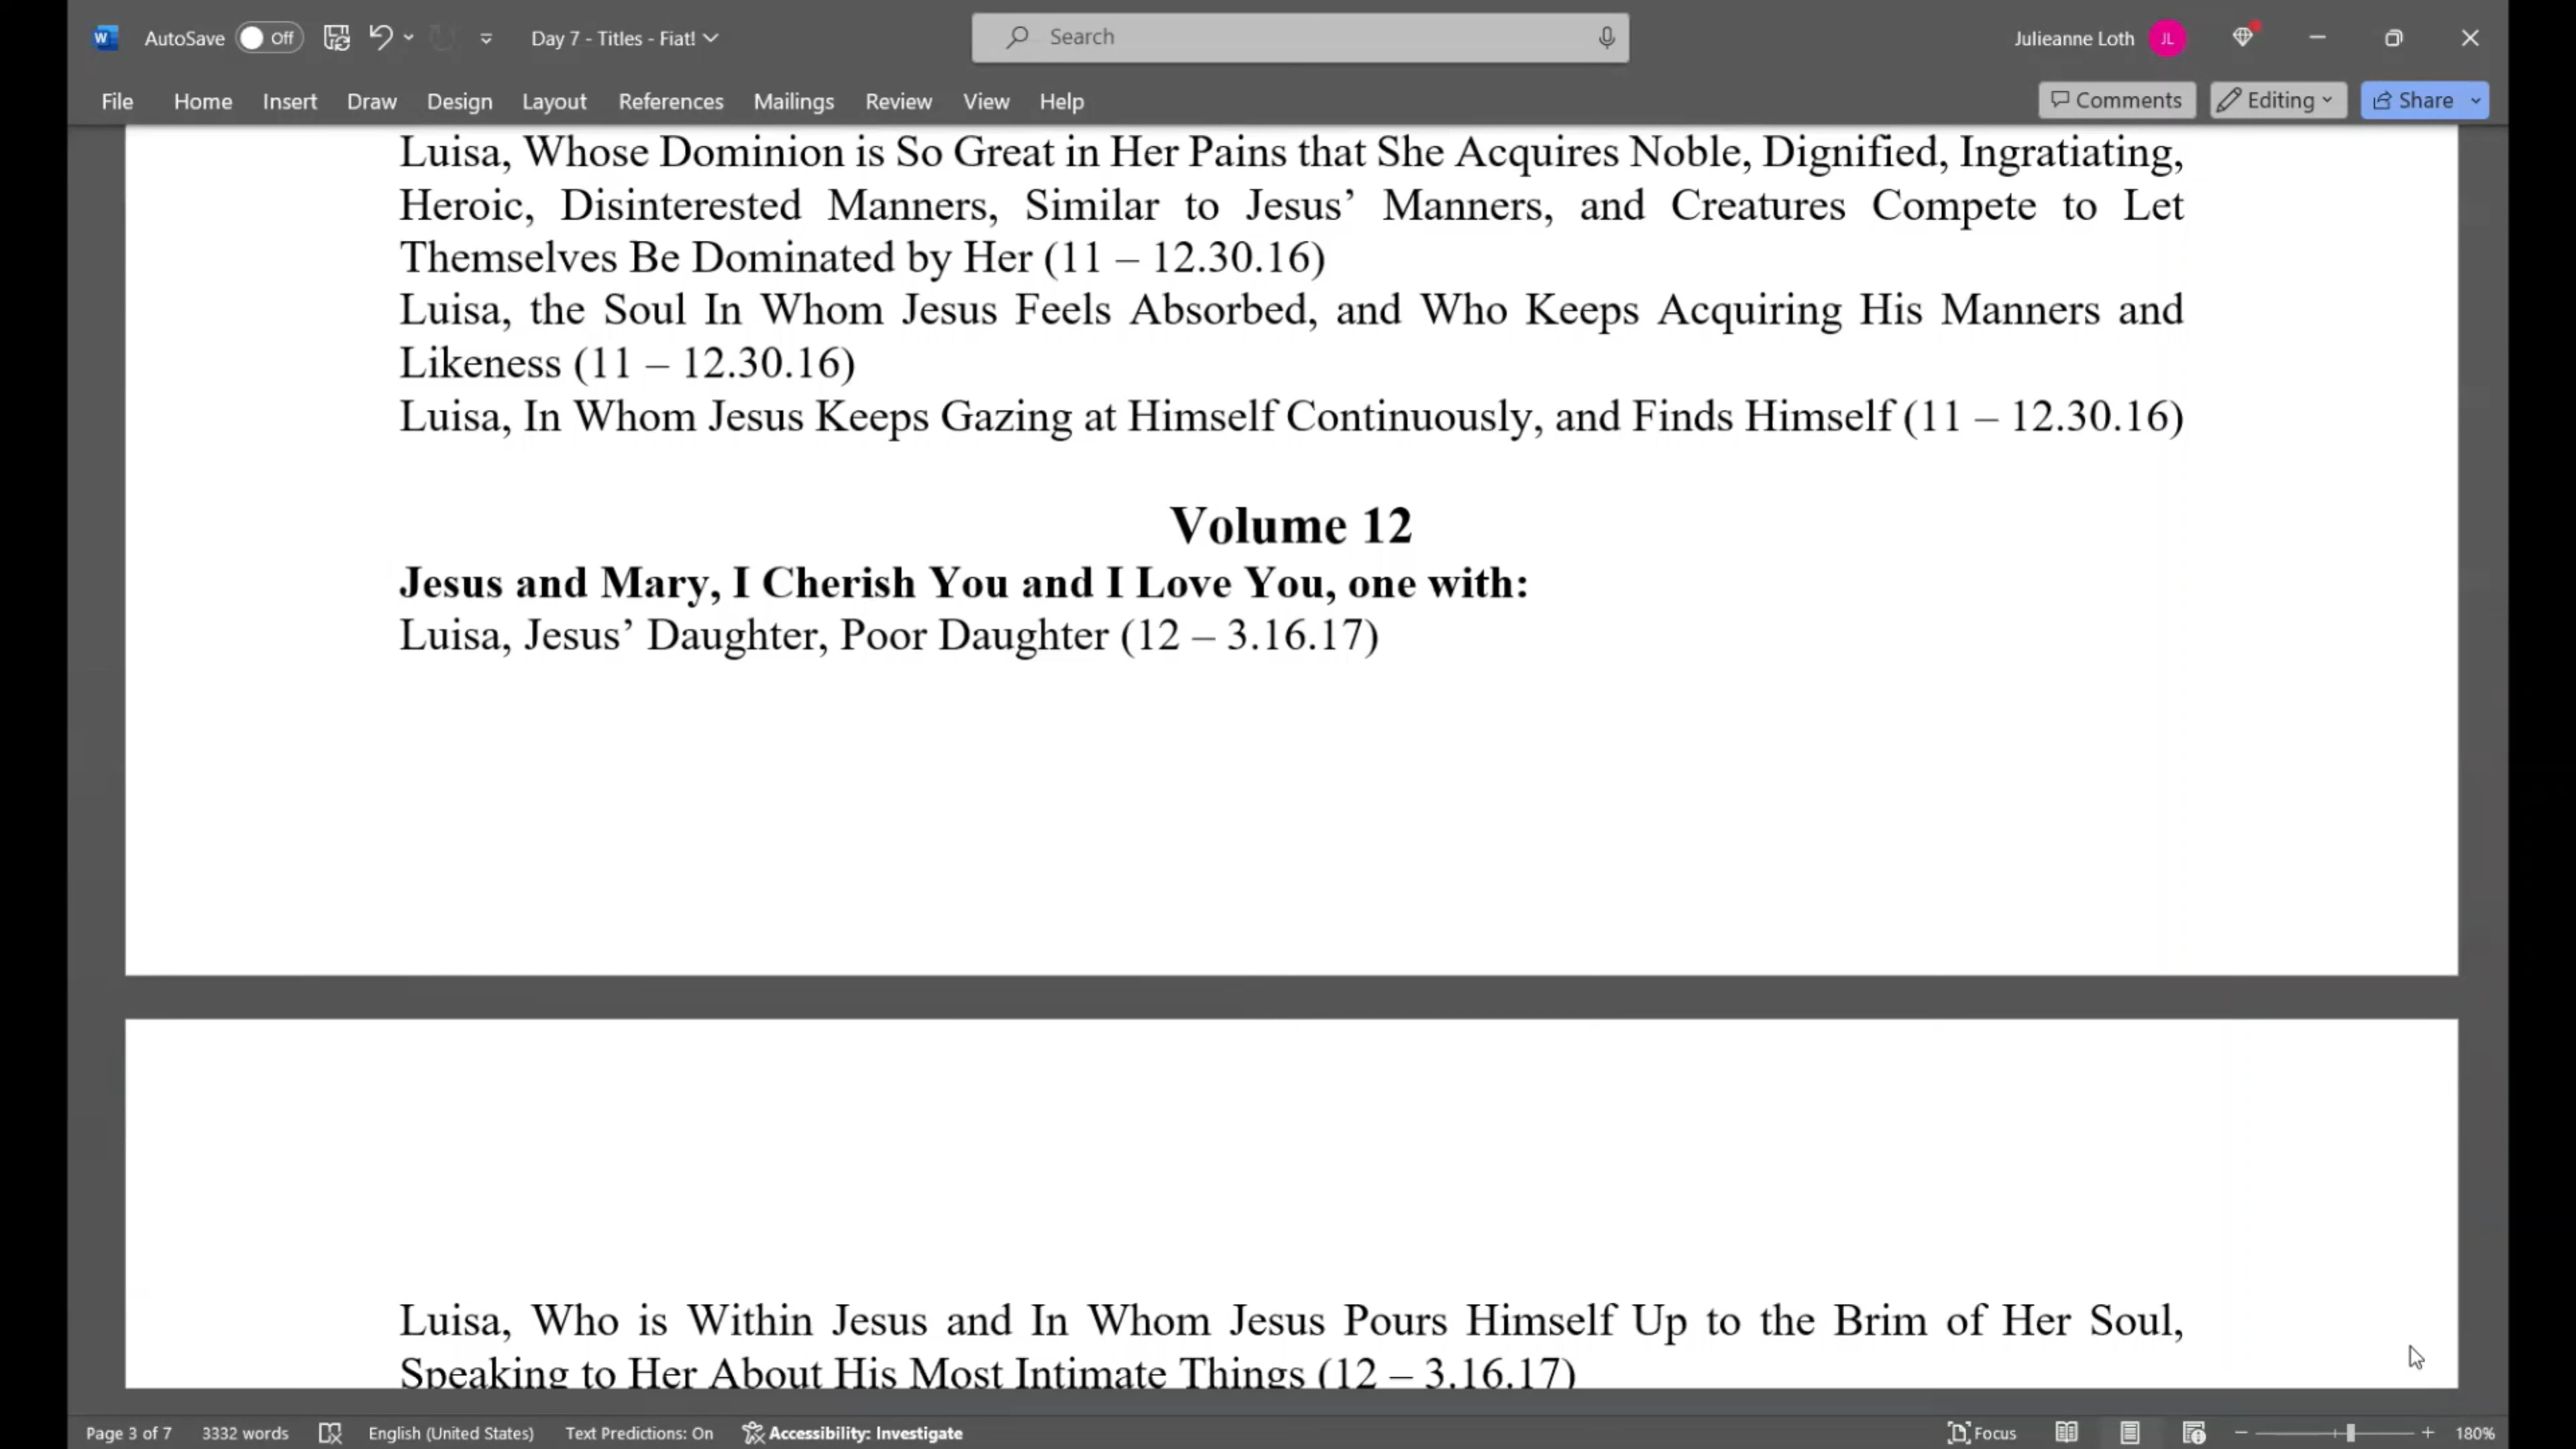 AutoSave Off Day 7 - Titles - Fiat! Search Julieanne Loth JL
File Home Insert Draw Design Layout References Mailings Review View Help Comments Editing Share
Luisa, Whose Dominion is So Great in Her Pains that She Acquires Noble, Dignified, Ingratiating,
Heroic, Disinterested Manners, Similar to Jesus’ Manners, and Creatures Compete to Let
Themselves Be Dominated by Her (11 – 12.30.16)
Luisa, the Soul In Whom Jesus Feels Absorbed, and Who Keeps Acquiring His Manners and
Likeness (11 – 12.30.16)
Luisa, In Whom Jesus Keeps Gazing at Himself Continuously, and Finds Himself (11 – 12.30.16)
Volume 12
Jesus and Mary, I Cherish You and I Love You, one with:
Luisa, Jesus’ Daughter, Poor Daughter (12 – 3.16.17)
Luisa, Who is Within Jesus and In Whom Jesus Pours Himself Up to the Brim of Her Soul,
Speaking to Her About His Most Intimate Things (12 – 3.16.17)
Page 3 of 7 3332 words English (United States) Text Predictions: On Accessibility: Investigate Focus 180%